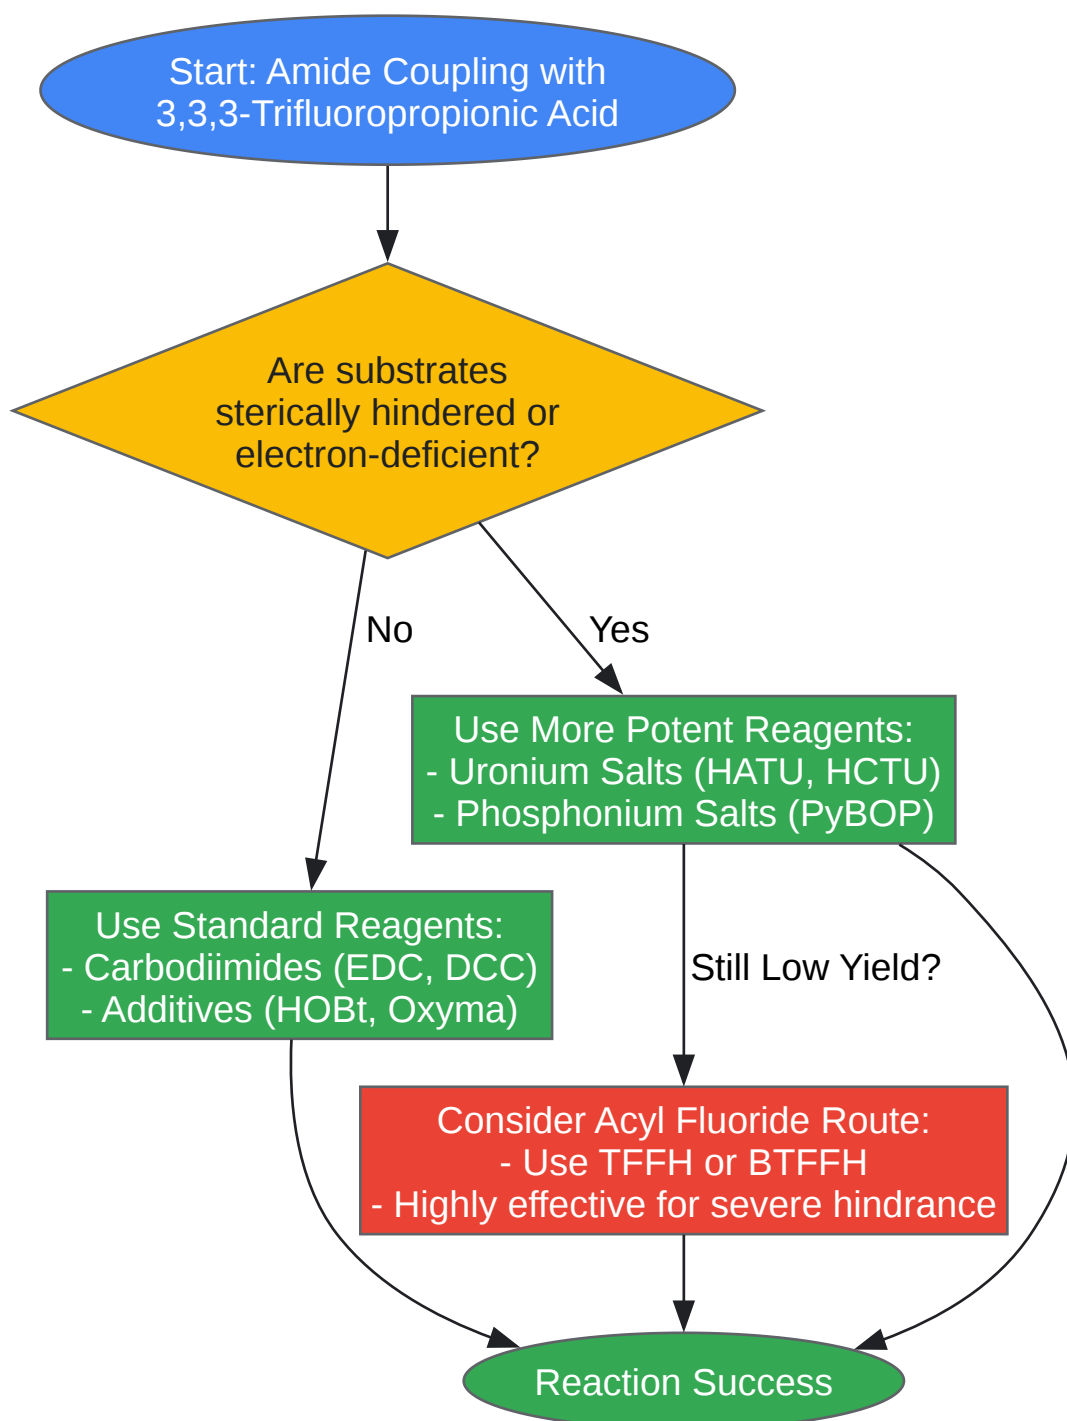 Start: Amide Coupling with
3,3,3-Trifluoropropionic Acid
Are substrates
sterically hindered or
electron-deficient?
No
Yes
Use More Potent Reagents:
- Uronium Salts (HATU, HCTU)
- Phosphonium Salts (PyBOP)
Use Standard Reagents:
- Carbodiimides (EDC, DCC)
- Additives (HOBt, Oxyma)
Still Low Yield?
Consider Acyl Fluoride Route:
- Use TFFH or BTFFH
- Highly effective for severe hindrance
Reaction Success